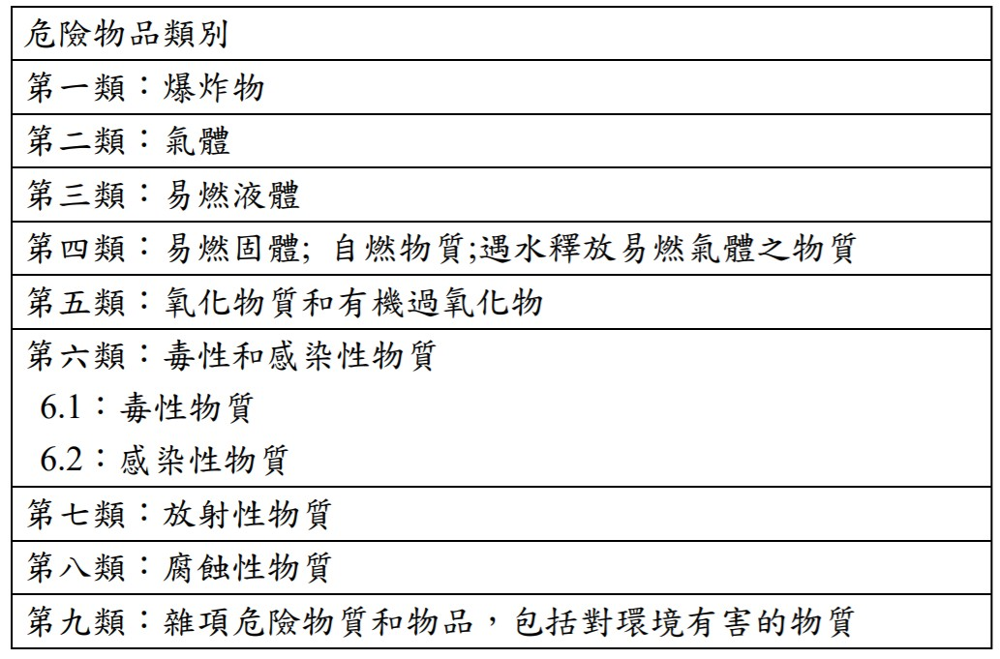 危險物品類別
第一類：爆炸物
第二類：氣體
第三類：易燃液體
第四類：易燃固體; 自燃物質;遇水釋放易燃氣體之物質
第五類：氧化物質和有機過氧化物
第六類：毒性和感染性物質
6.1：毒性物質
6.2：感染性物質
第七類：放射性物質
第八類：腐蝕性物質
第九類：雜項危險物質和物品，包括對環境有害的物質